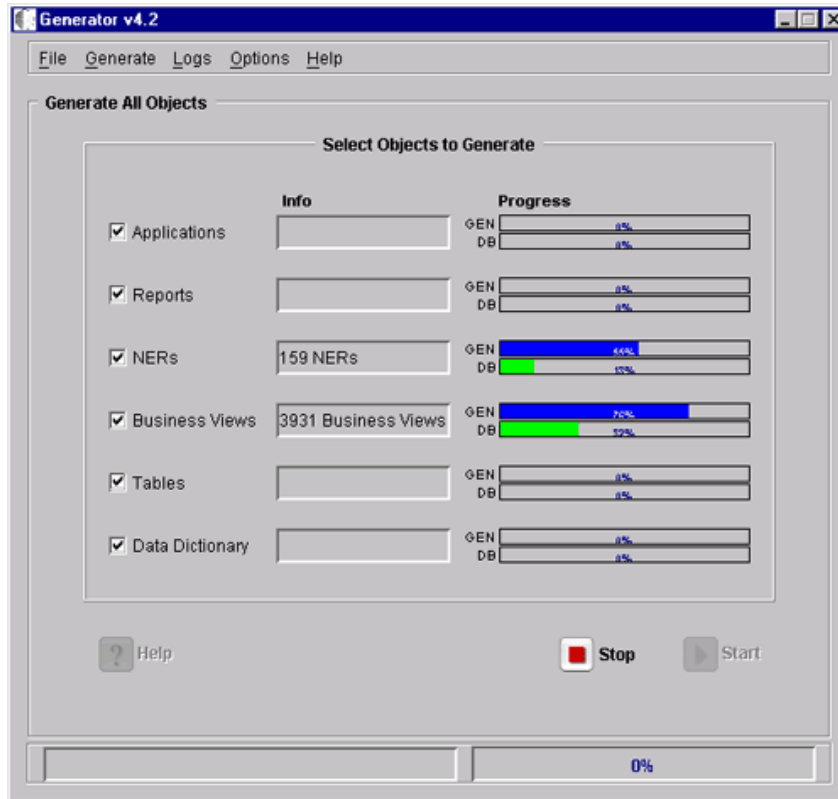 Generator v4.2
File Generate Logs Options Help
Generate All Objects
Select Objects to Generate
Info Progress
Applications GEN 0%
DB 0%
Reports GEN 0%
DB 0%
NERs 159 NERs GEN
DB
Business Views 3931 Business Views GEN
DB
Tables GEN 0%
DB 0%
Data Dictionary GEN 0%
DB 0%
? Help Stop Start
0%